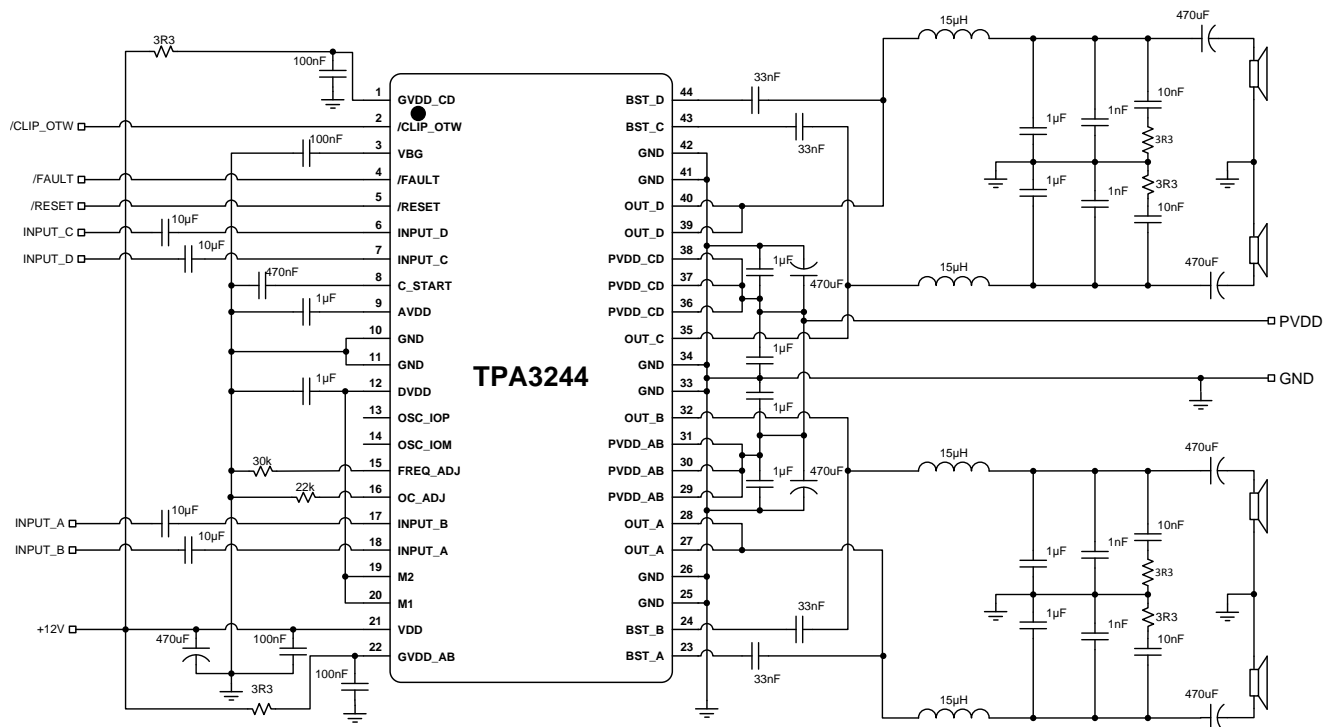 3R3
100nF
1 GVDD_CD
/CLIP_OTW
2 /CLIP_OTW
100nF
3 VBG
/FAULT
4 /FAULT
/RESET
5 /RESET
INPUT_C
10µF
6 INPUT_D
INPUT_D
10µF
7 INPUT_C
470nF
8 C_START
1µF
9 AVDD
10 GND
11 GND
1µF
12 DVDD
13 OSC_IOP
14 OSC_IOM
30k
15 FREQ_ADJ
22k
16 OC_ADJ
INPUT_A
10µF
17 INPUT_B
INPUT_B
10µF
18 INPUT_A
19 M2
20 M1
+12V
21 VDD
470uF
100nF
22 GVDD_AB
3R3
100nF
TPA3244
BST_D 44
BST_C 43
GND 42
GND 41
OUT_D 40
OUT_D 39
PVDD_CD 38
PVDD_CD 37
PVDD_CD 36
OUT_C 35
GND 34
GND 33
OUT_B 32
PVDD_AB 31
PVDD_AB 30
PVDD_AB 29
OUT_A 28
OUT_A 27
GND 26
GND 25
BST_B 24
BST_A 23
33nF
33nF
1µF
470uF
1µF
1µF
1µF
470uF
33nF
33nF
15µH
470uF
1µF
1nF
10nF
3R3
1µF
1nF
3R3
10nF
15µH
470uF
PVDD
GND
15µH
470uF
1µF
1nF
10nF
3R3
1µF
1nF
3R3
10nF
15µH
470uF